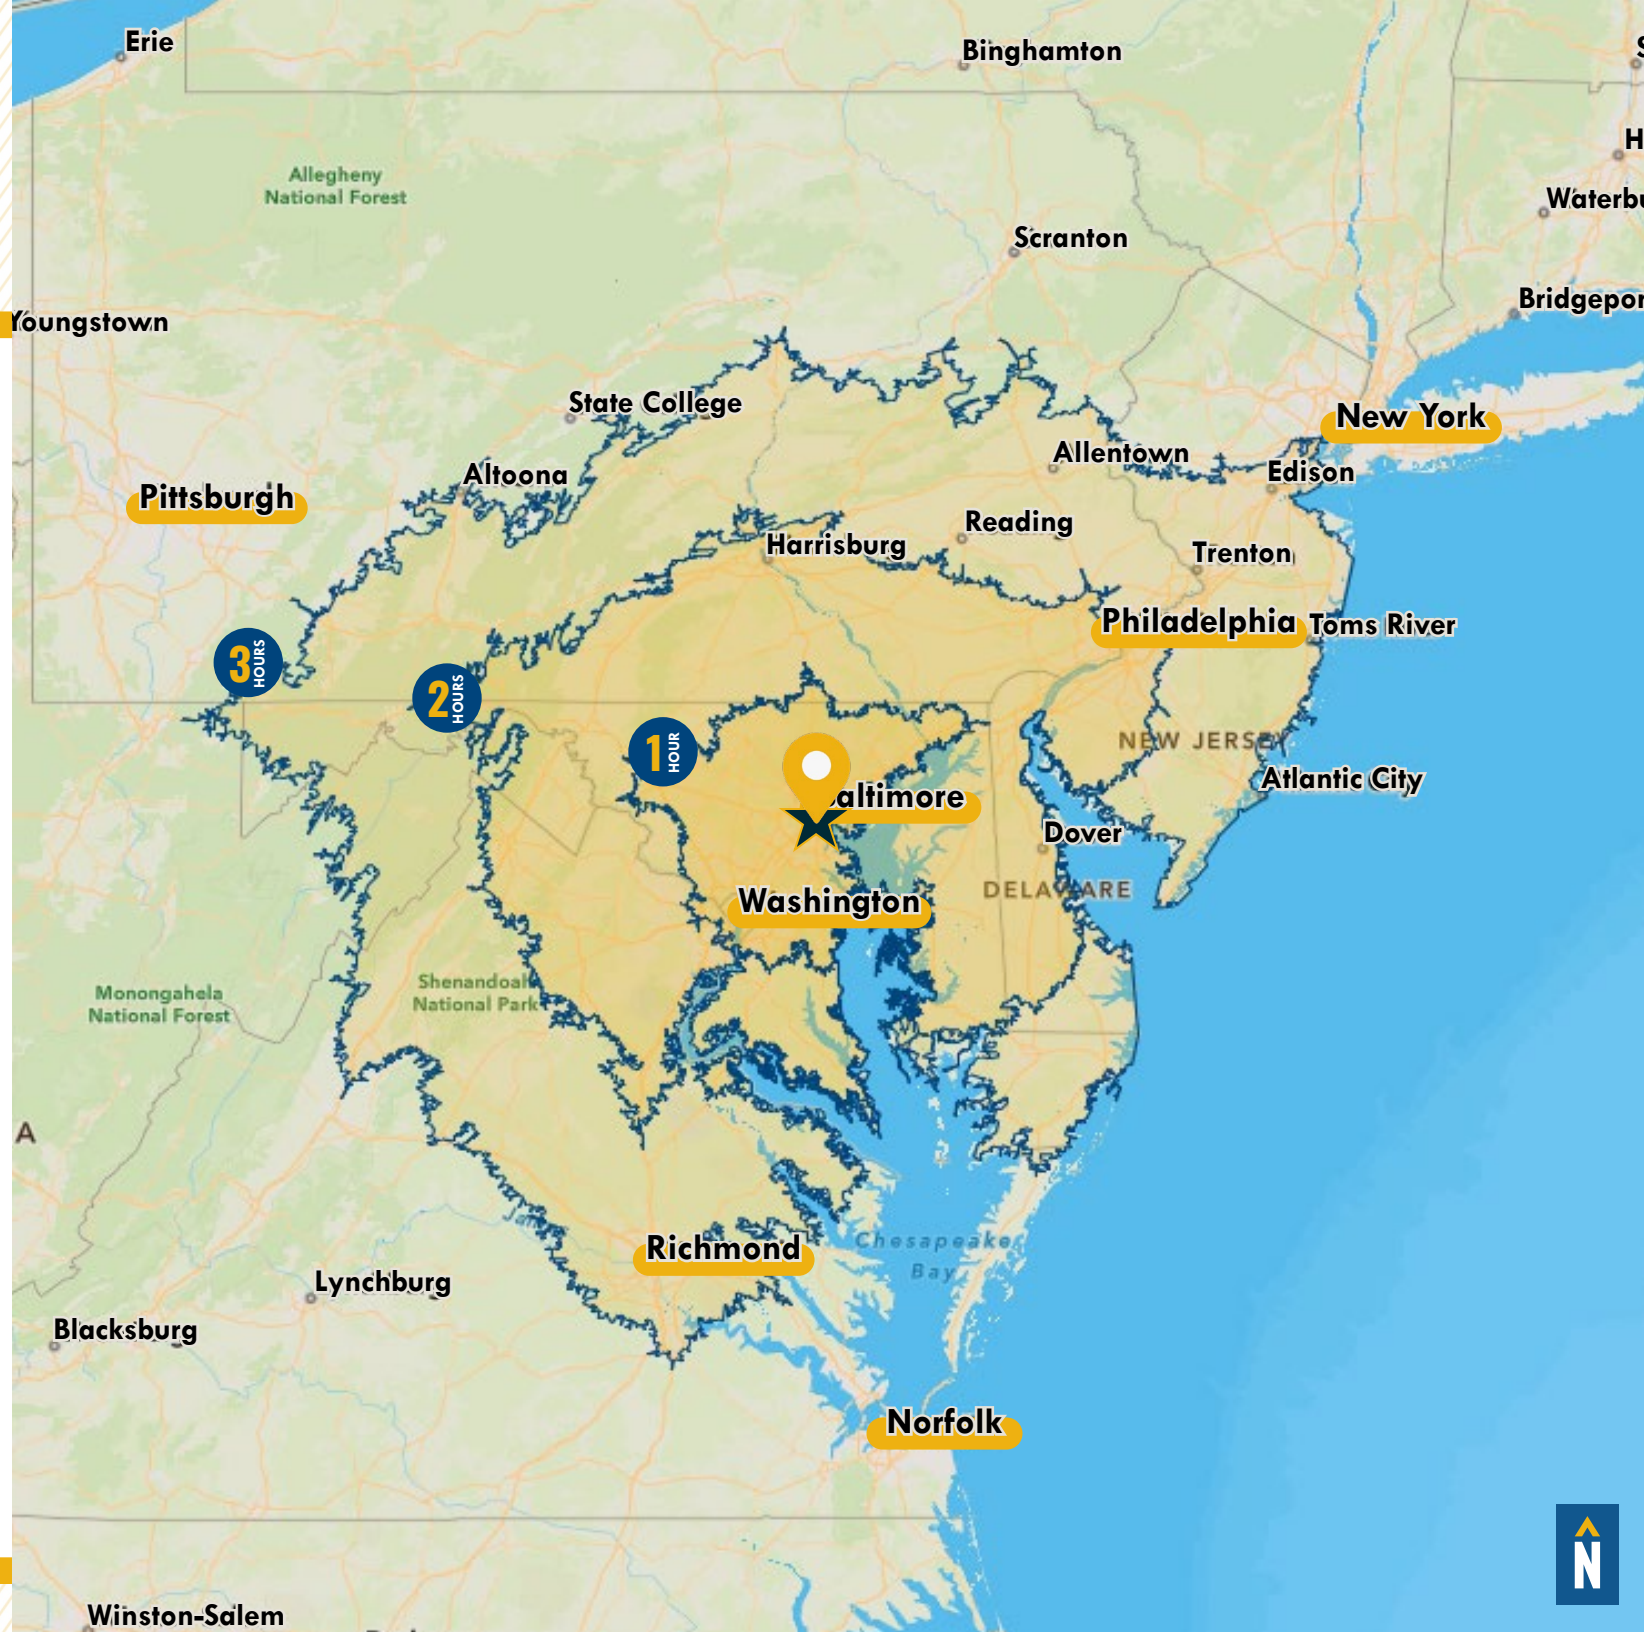 Erie
Binghamton
Allegheny
National Forest
Waterbu
Scranton
Bridgepor
Youngstown
State College
New York
Allentown
Edison
Altoona
Pittsburgh
Reading
Harrisburg
Trenton
Philadelphia
Toms River
3
HOURS
2
HOURS
1
HOUR
NEW JERSEY
Atlantic City
altimore
Dover
DELAWARE
Washington
Shenandoah
National Park
Monongahela
National Forest
A
Richmond
Chesapeake
Bay
Lynchburg
Blacksburg
Norfolk
N
Winston-Salem